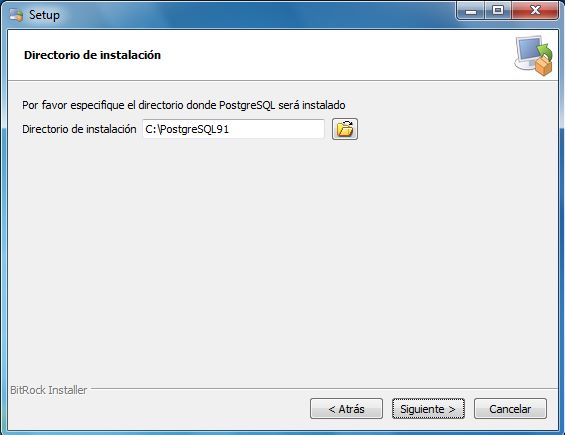 Setup
Directorio de instalación
Por favor especifique el directorio donde PostgreSQL será instalado
Directorio de instalación C:\PostgreSQL91
BitRock Installer
< Atrás Siguiente > Cancelar